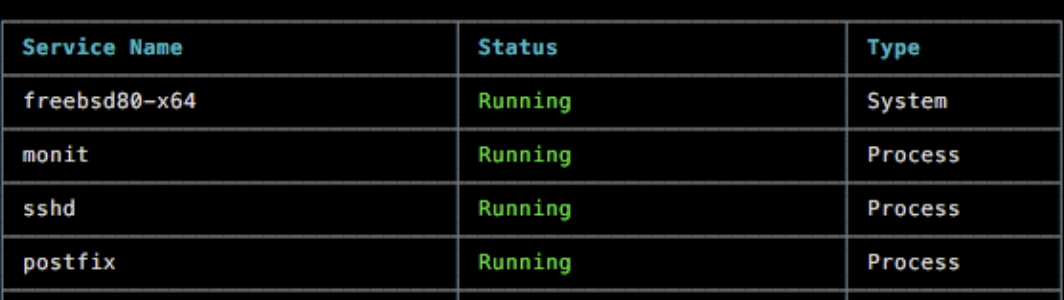 Service Name Status Type
freebsd80-x64 Running System
monit Running Process
sshd Running Process
postfix Running Process